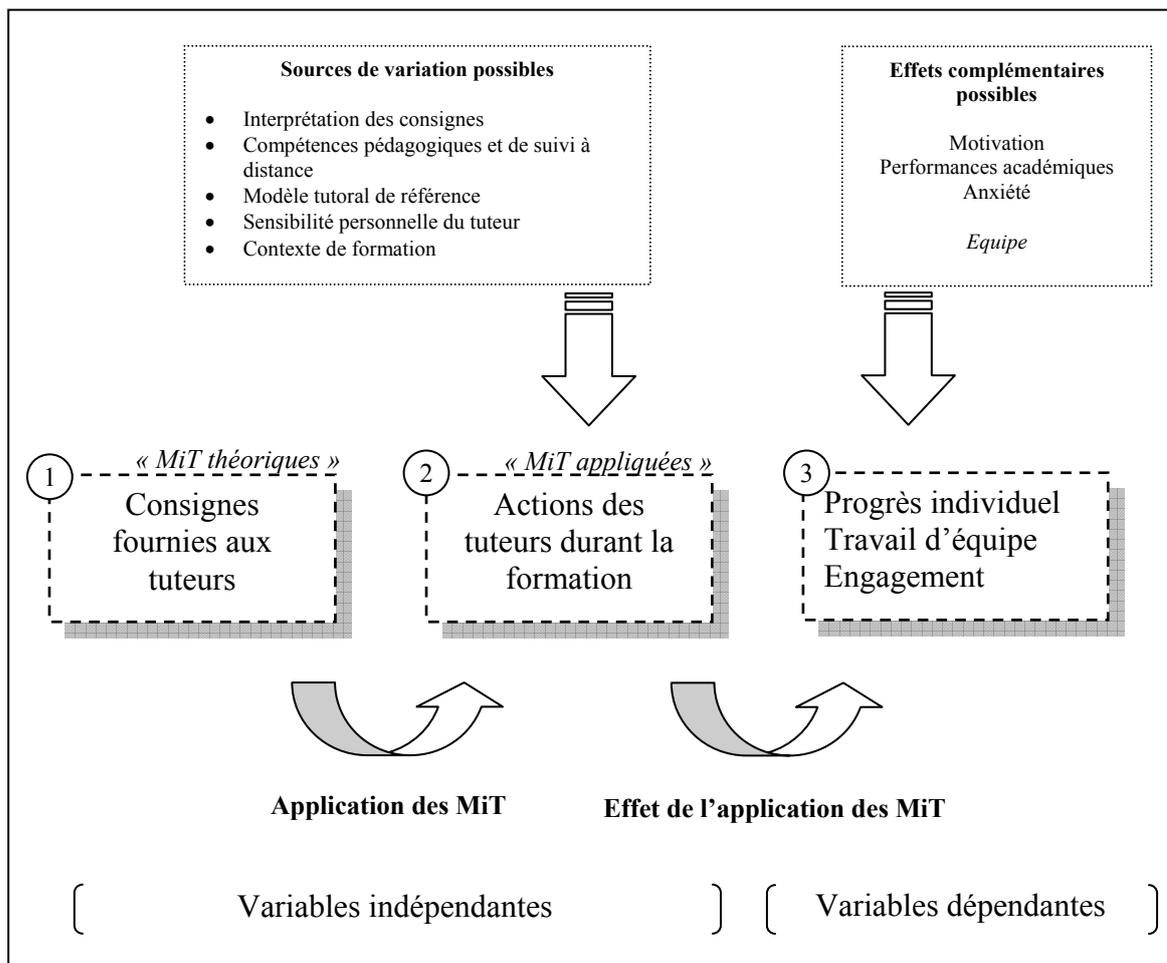 Sources de variation possibles
• Interprétation des consignes
• Compétences pédagogiques et de suivi à
distance
• Modèle tutoral de référence
• Sensibilité personnelle du tuteur
• Contexte de formation
Effets complémentaires
possibles
Motivation
Performances académiques
Anxiété
Equipe
1
« MiT théoriques »
Consignes
fournies aux
tuteurs
2
« MiT appliquées »
Actions des
tuteurs durant la
formation
3
Progrès individuel
Travail d’équipe
Engagement
Application des MiT
Effet de l’application des MiT
Variables indépendantes
Variables dépendantes